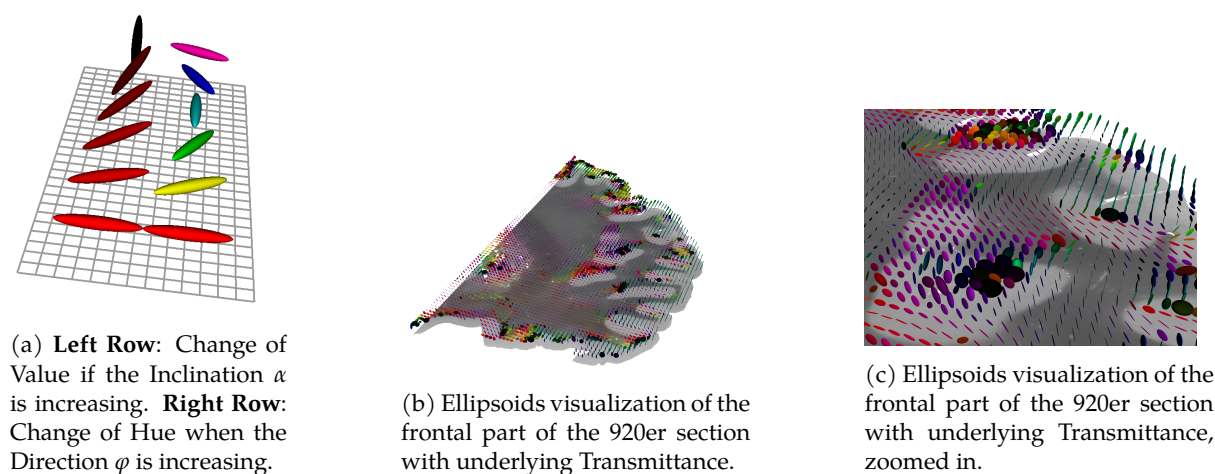 (a) Left Row: Change of
Value if the Inclination α
is increasing. Right Row:
Change of Hue when the
Direction φ is increasing.
(b) Ellipsoids visualization of the
frontal part of the 920er section
with underlying Transmittance.
(c) Ellipsoids visualization of the
frontal part of the 920er section
with underlying Transmittance,
zoomed in.